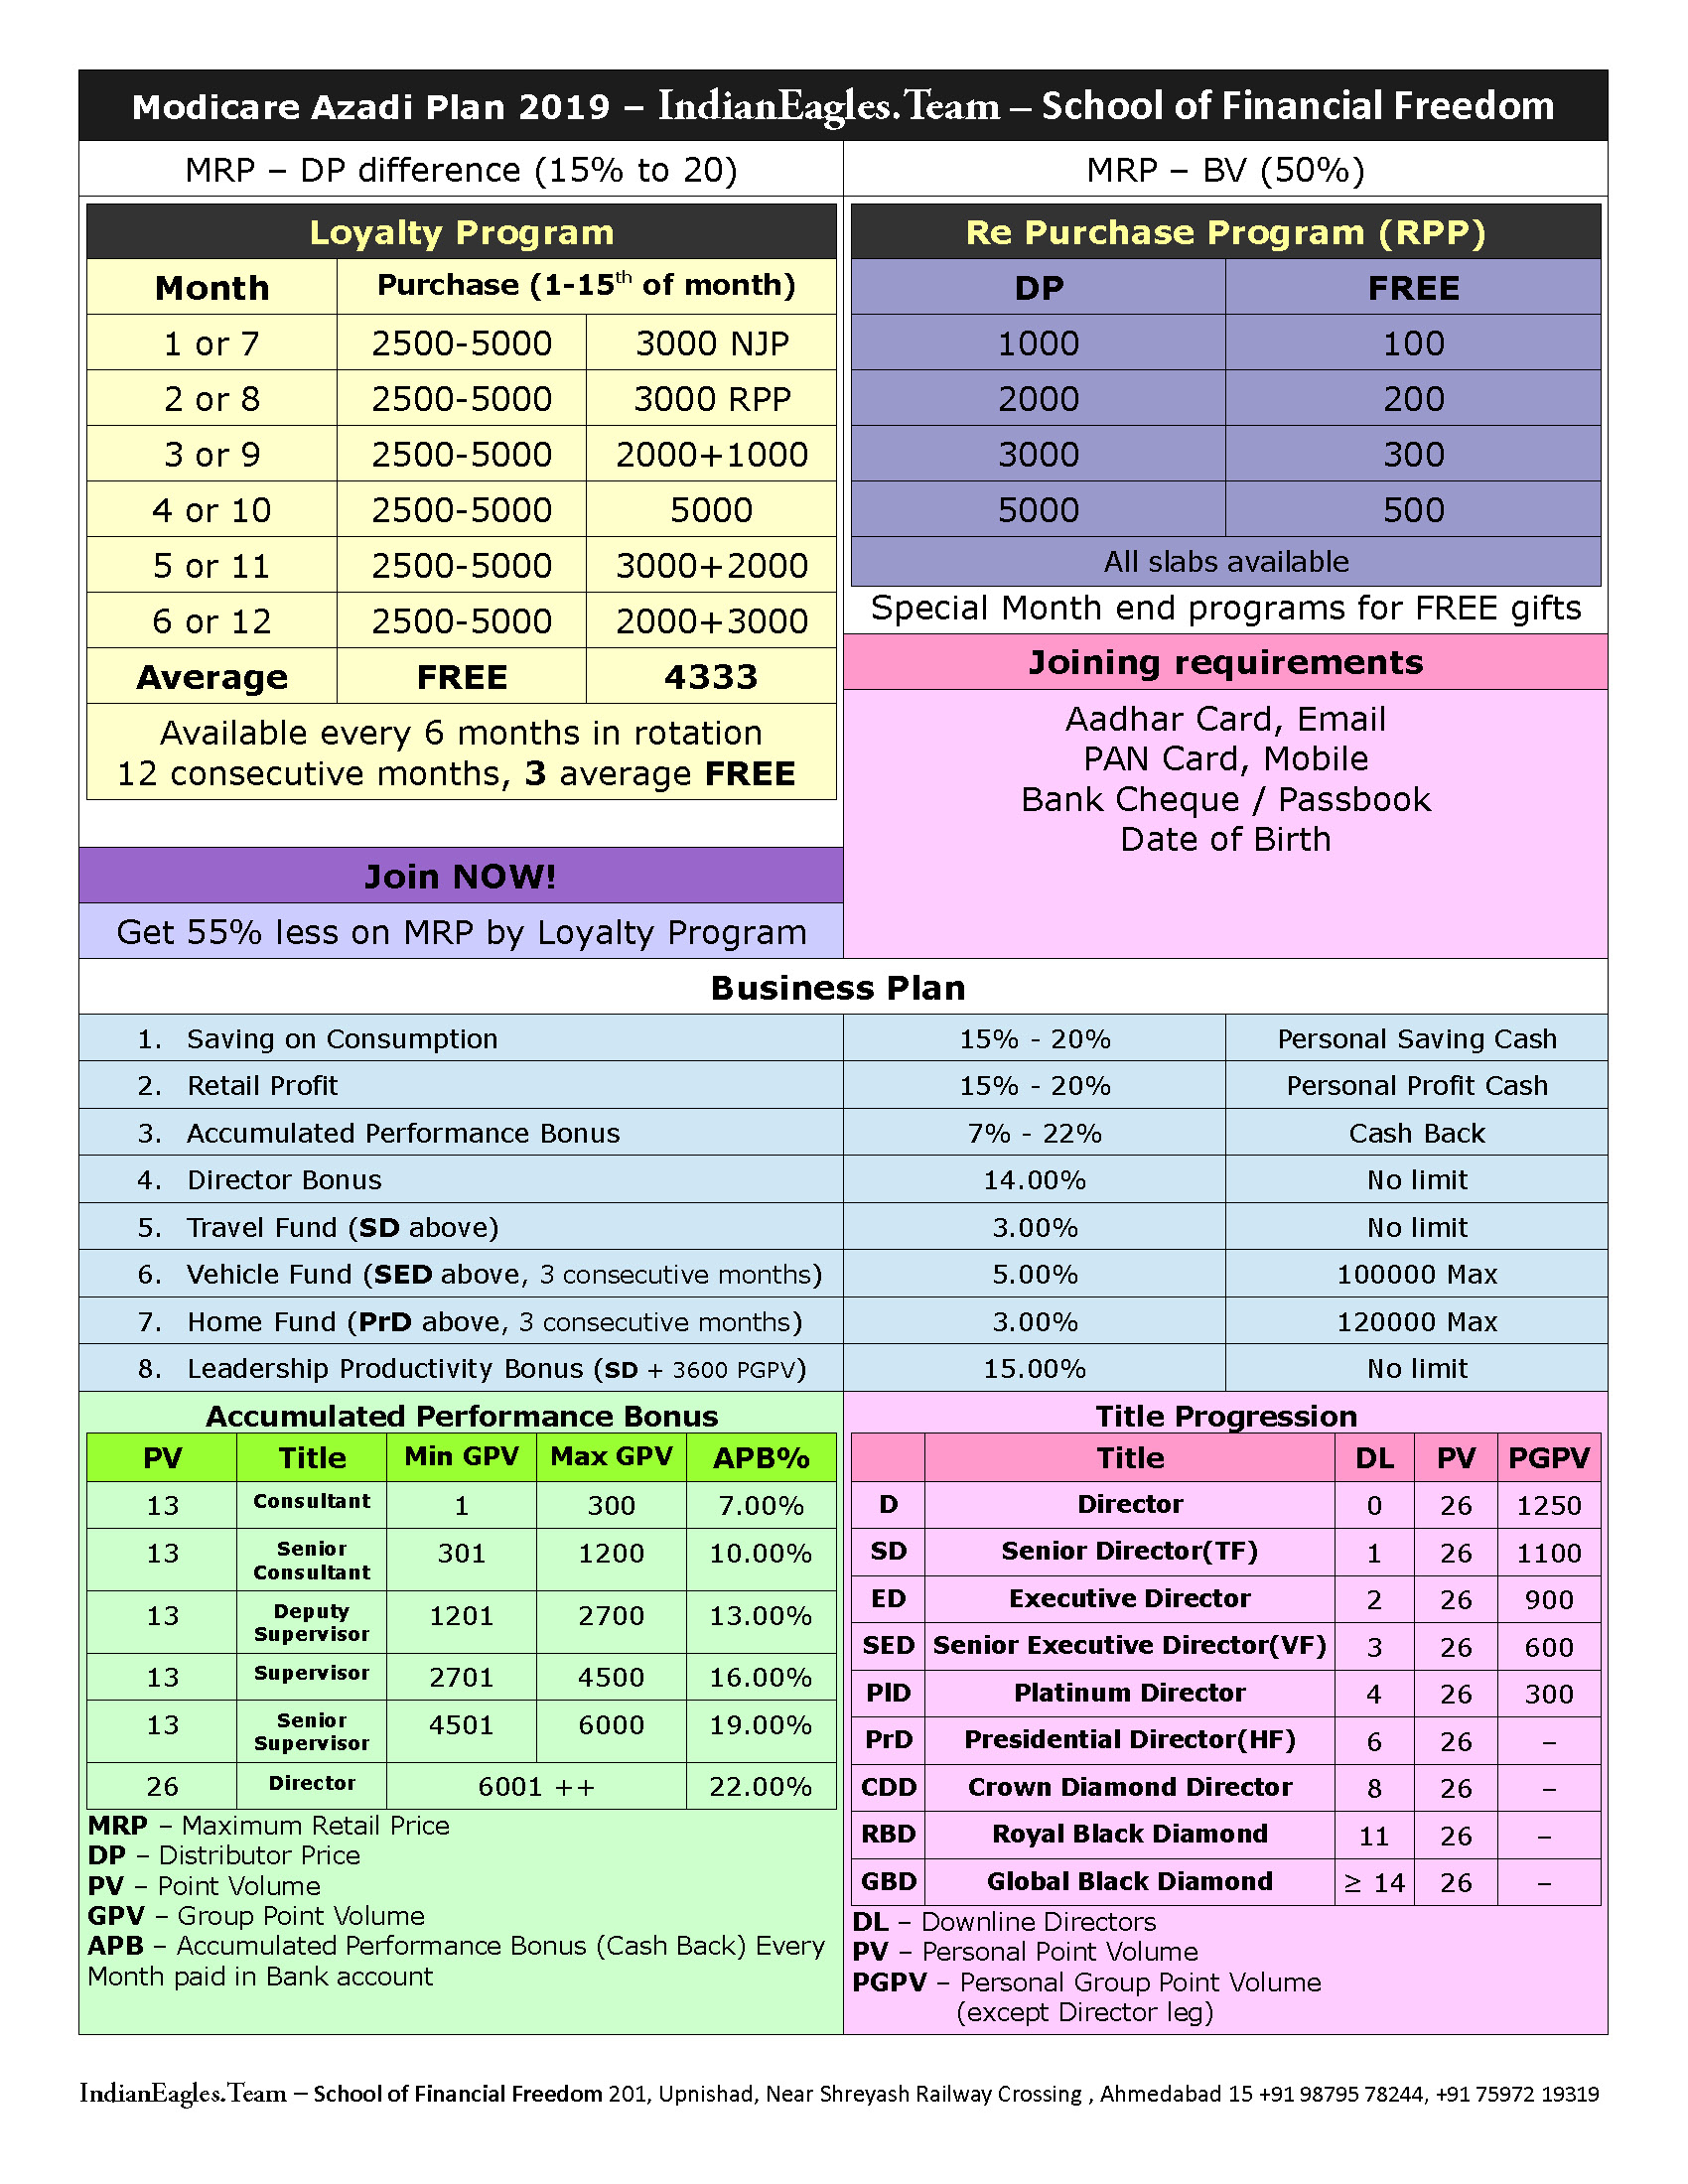 Modicare Azadi Plan 2019 – IndianEagles.Team – School of Financial Freedom
MRP – DP difference (15% to 20)
MRP – BV (50%)
Loyalty Program
Month Purchase (1-15th of month)
1 or 7 2500-5000 3000 NJP
2 or 8 2500-5000 3000 RPP
3 or 9 2500-5000 2000+1000
4 or 10 2500-5000 5000
5 or 11 2500-5000 3000+2000
6 or 12 2500-5000 2000+3000
Average FREE 4333
Available every 6 months in rotation
12 consecutive months, 3 average FREE
Join NOW!
Get 55% less on MRP by Loyalty Program
Re Purchase Program (RPP)
DP FREE
1000 100
2000 200
3000 300
5000 500
All slabs available
Special Month end programs for FREE gifts
Joining requirements
Aadhar Card, Email
PAN Card, Mobile
Bank Cheque / Passbook
Date of Birth
Business Plan
1. Saving on Consumption 15% - 20% Personal Saving Cash
2. Retail Profit 15% - 20% Personal Profit Cash
3. Accumulated Performance Bonus 7% - 22% Cash Back
4. Director Bonus 14.00% No limit
5. Travel Fund (SD above) 3.00% No limit
6. Vehicle Fund (SED above, 3 consecutive months) 5.00% 100000 Max
7. Home Fund (PrD above, 3 consecutive months) 3.00% 120000 Max
8. Leadership Productivity Bonus (SD + 3600 PGPV) 15.00% No limit
Accumulated Performance Bonus
PV Title Min GPV Max GPV APB%
13 Consultant 1 300 7.00%
13 Senior Consultant 301 1200 10.00%
13 Deputy Supervisor 1201 2700 13.00%
13 Supervisor 2701 4500 16.00%
13 Senior Supervisor 4501 6000 19.00%
26 Director 6001 ++ 22.00%
MRP – Maximum Retail Price
DP – Distributor Price
PV – Point Volume
GPV – Group Point Volume
APB – Accumulated Performance Bonus (Cash Back) Every
Month paid in Bank account
Title Progression
Title DL PV PGPV
D Director 0 26 1250
SD Senior Director(TF) 1 26 1100
ED Executive Director 2 26 900
SED Senior Executive Director(VF) 3 26 600
PlD Platinum Director 4 26 300
PrD Presidential Director(HF) 6 26 –
CDD Crown Diamond Director 8 26 –
RBD Royal Black Diamond 11 26 –
GBD Global Black Diamond ≥ 14 26 –
DL – Downline Directors
PV – Personal Point Volume
PGPV – Personal Group Point Volume
(except Director leg)
IndianEagles.Team – School of Financial Freedom 201, Upnishad, Near Shreyash Railway Crossing , Ahmedabad 15 +91 98795 78244, +91 75972 19319